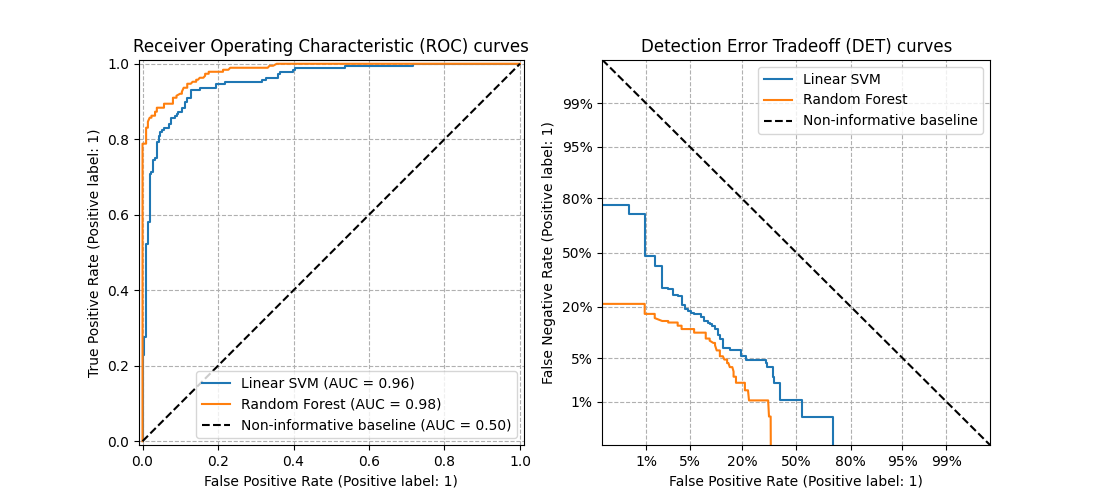 Receiver Operating Characteristic (ROC) curves
True Positive Rate (Positive label: 1)
1.0
0.8
0.6
0.4
0.2
0.0
Linear SVM (AUC = 0.96)
Random Forest (AUC = 0.98)
Non-informative baseline (AUC = 0.50)
0.0 0.2 0.4 0.6 0.8 1.0
False Positive Rate (Positive label: 1)
Detection Error Tradeoff (DET) curves
False Negative Rate (Positive label: 1)
Linear SVM
Random Forest
Non-informative baseline
99%
95%
80%
50%
20%
5%
1%
1% 5% 20% 50% 80% 95% 99%
False Positive Rate (Positive label: 1)